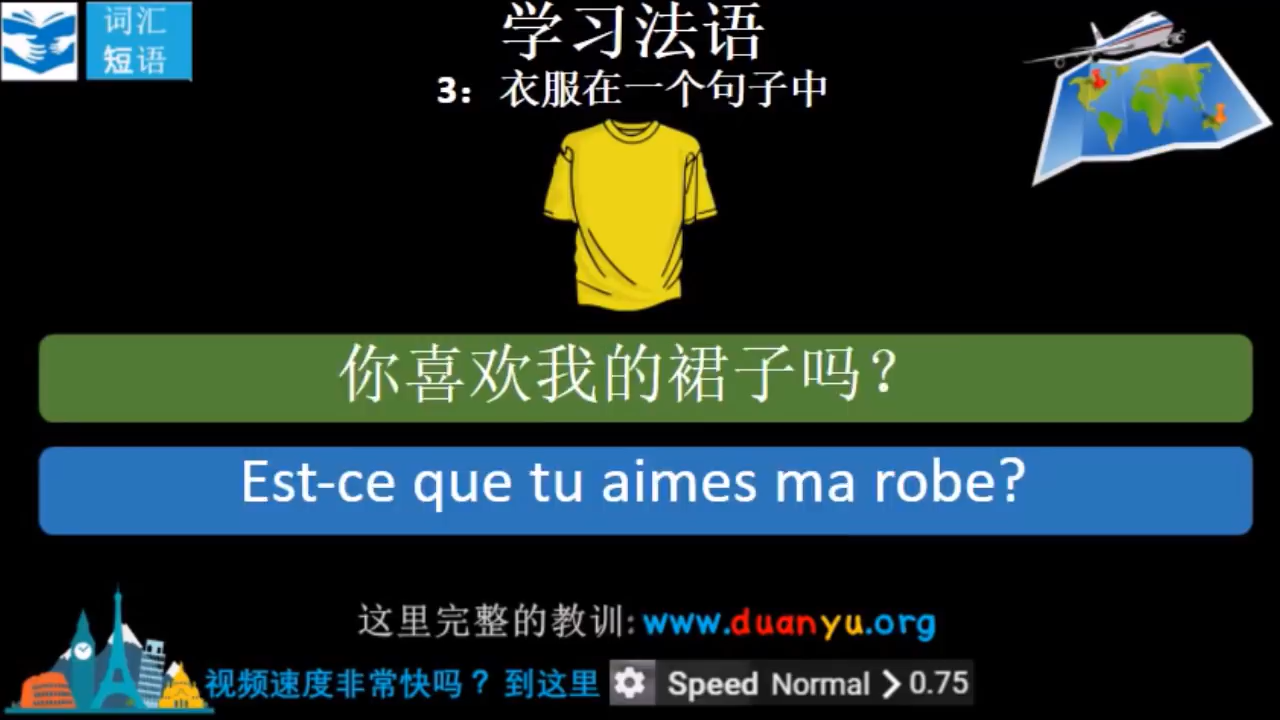 词汇
短语
学习法语
3：衣服在一个句子中
你喜欢我的裙子吗？
Est-ce que tu aimes ma robe?
这里完整的教训: www.duanyu.org
视频速度非常快吗？ 到这里 Speed Normal > 0.75